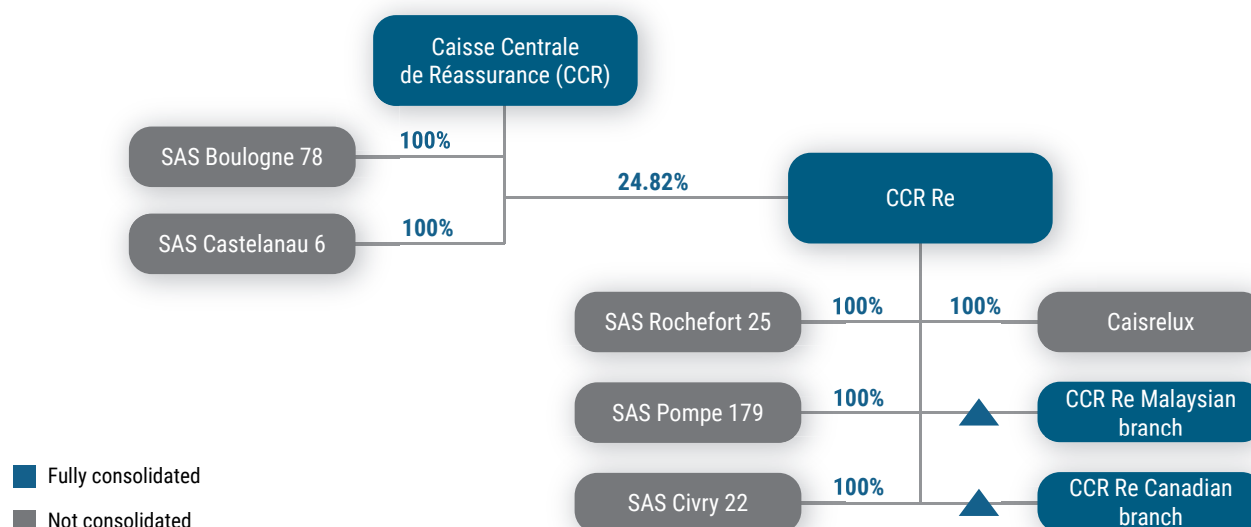 Caisse Centrale
de Réassurance (CCR)
100%
SAS Boulogne 78
24.82%
CCR Re
100%
SAS Castelanau 6
100%
100%
SAS Rochefort 25
Caisrelux
100%
SAS Pompe 179
CCR Re Malaysian
branch
Fully consolidated
100%
SAS Civry 22
CCR Re Canadian
branch
Not consolidated